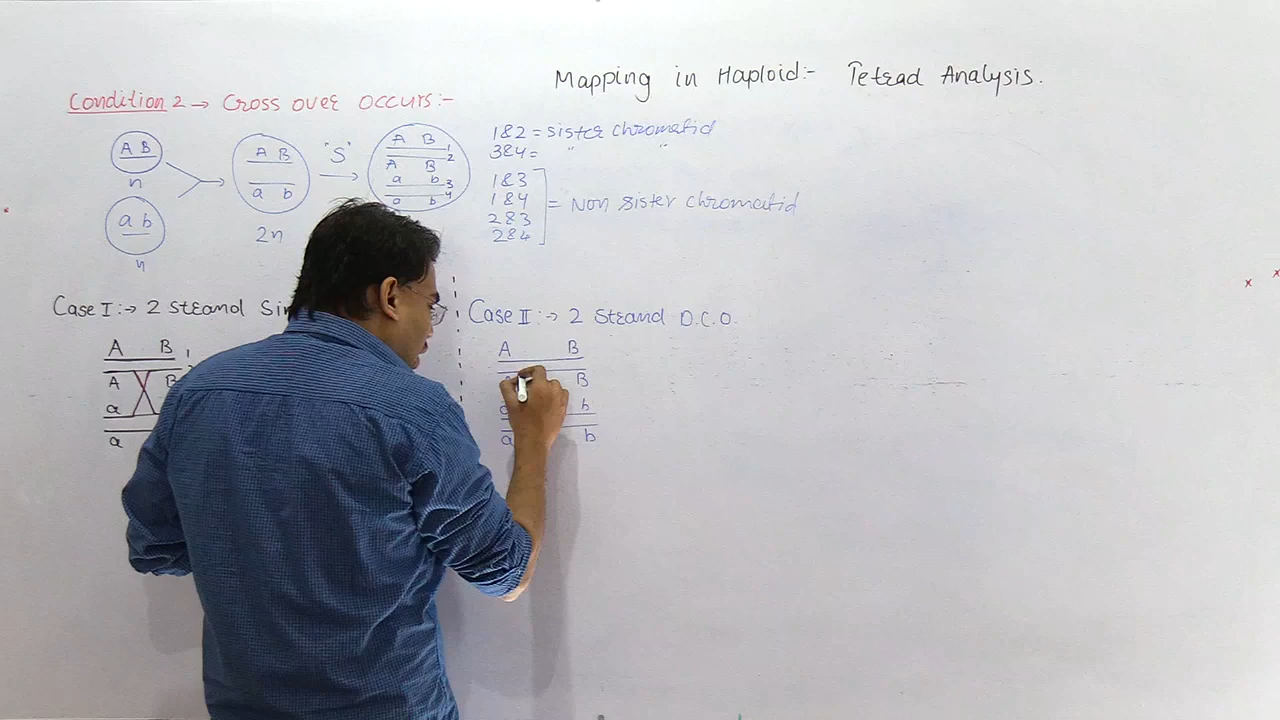 Mapping in Haploid:- Tetrad Analysis.
Condition 2 → Cross over occurs:-
A B
n
a b
n
A B
a b
2n
"S"
A B 1
2
A B
a b 3
4
a b
1&2 = sister chromatid
3&4 = " "
1&3
1&4
2&3
2&4
= Non sister chromatid
Case I :→ 2 Strand
A B 1
A B
a
a
Case II :→ 2 Strand D.C.O.
A B
B
b
a b